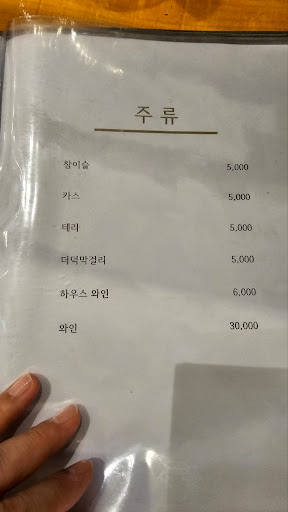 주류
참이슬 5,000
카스 5,000
테라 5,000
더덕막걸리 5,000
하우스 와인 6,000
와인 30,000